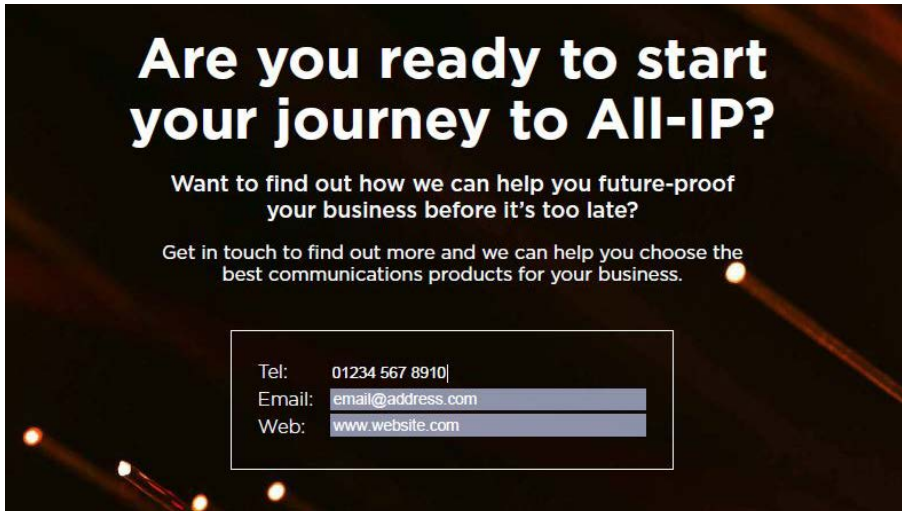 Are you ready to start
your journey to All-IP?
Want to find out how we can help you future-proof
your business before it's too late?
Get in touch to find out more and we can help you choose the
best communications products for your business.
Tel: 01234 567 8910
Email: email@address.com
Web: www.website.com